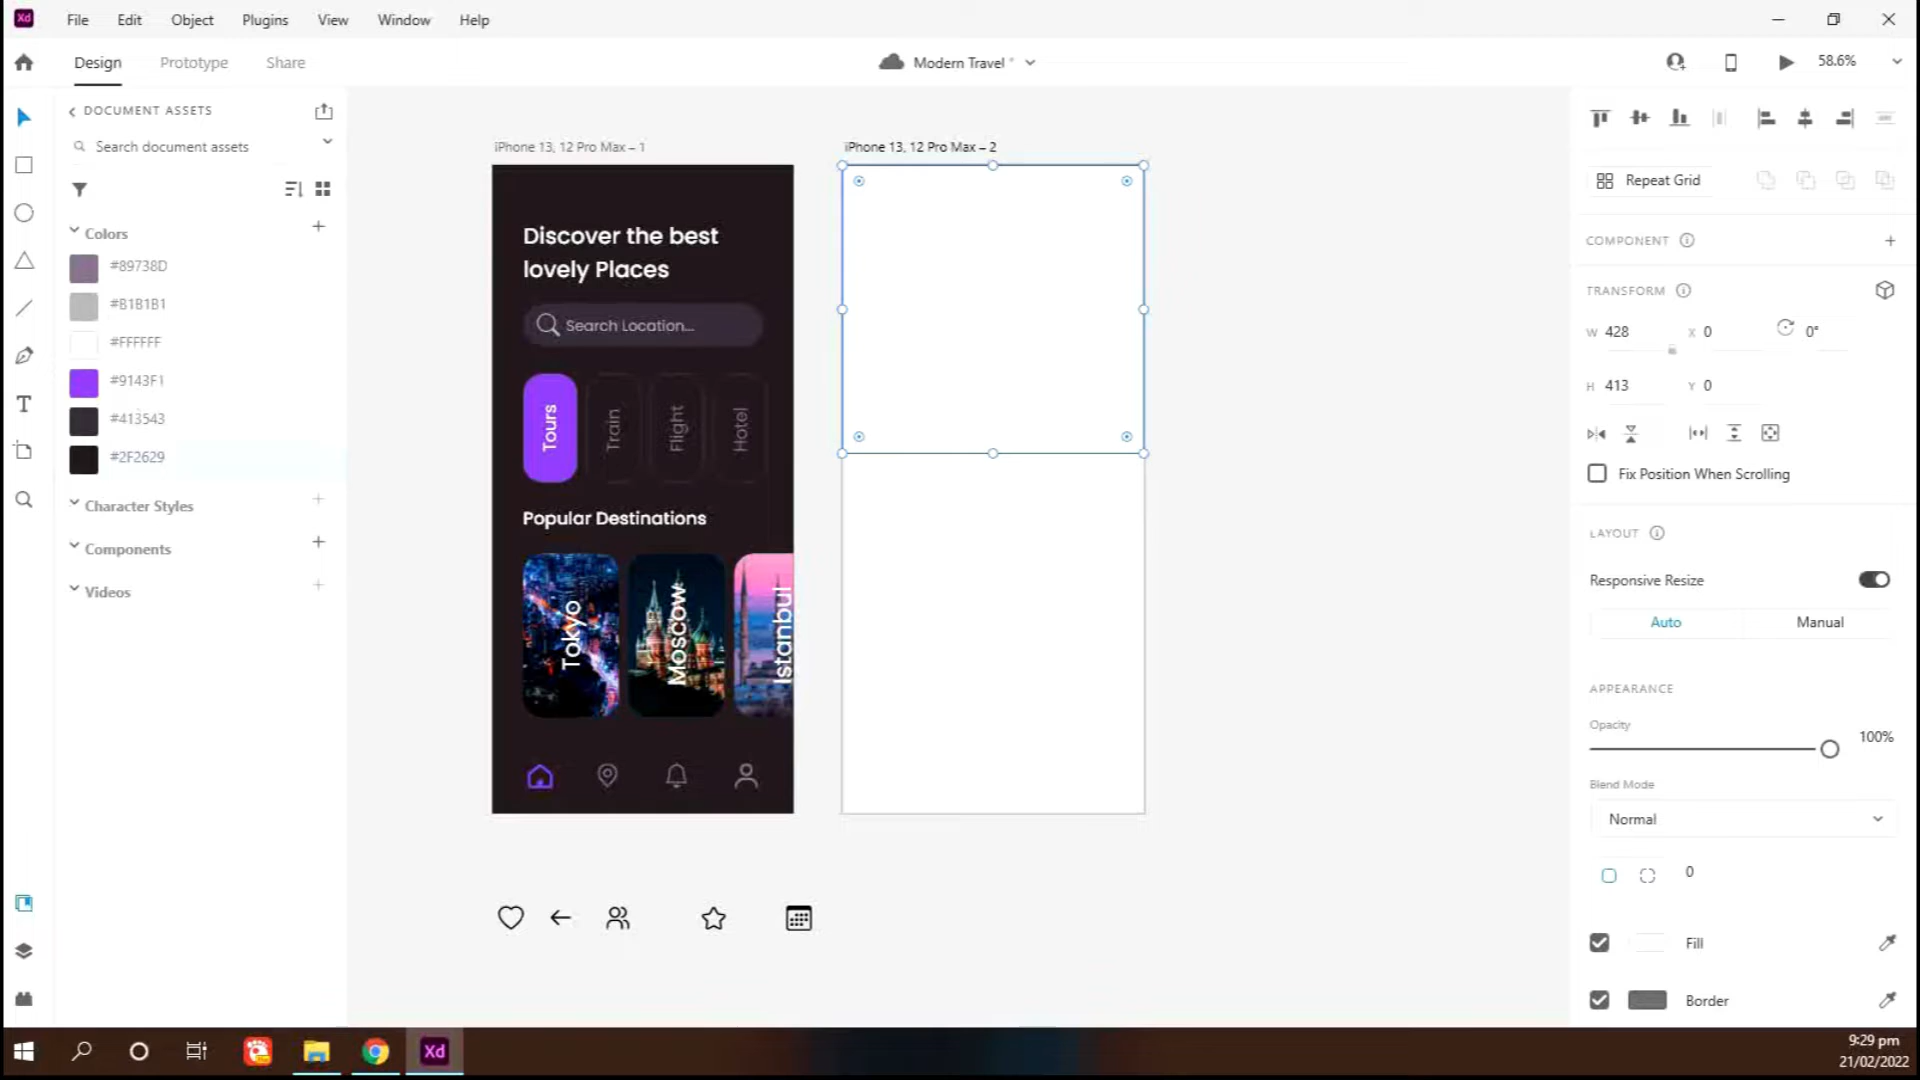 Xd File Edit Object Plugins View Window Help
Design Prototype Share Modern Travel * 58.6%
DOCUMENT ASSETS
Search document assets
Colors
#89738D
#B1B1B1
#FFFFFF
#9143F1
#413543
#2F2629
Character Styles
Components
Videos
iPhone 13, 12 Pro Max – 1
Discover the best
lovely Places
Search Location...
Tours
Train
Flight
Hotel
Popular Destinations
Tokyo
Moscow
Istanbul
iPhone 13, 12 Pro Max – 2
Repeat Grid
COMPONENT
TRANSFORM
W 428 X 0 0°
H 413 Y 0
Fix Position When Scrolling
LAYOUT
Responsive Resize
Auto Manual
APPEARANCE
Opacity
100%
Blend Mode
Normal
0
Fill
Border
Xd
9:29 pm
21/02/2022